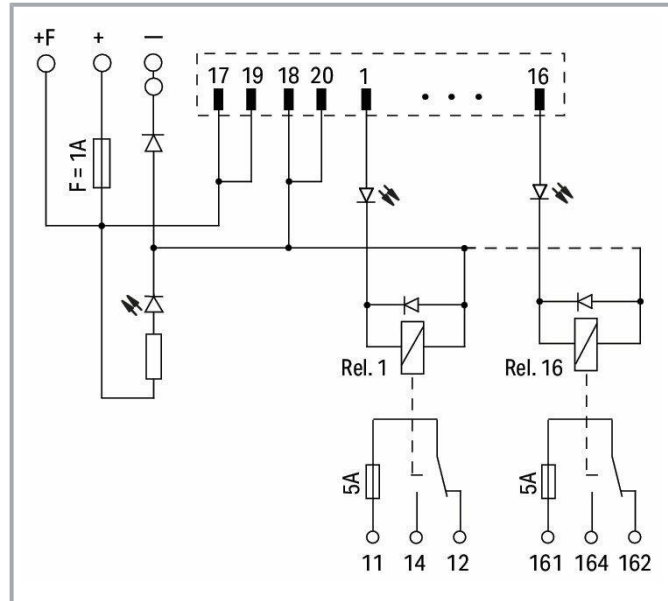 +F + —
17 19 18 20 1 • • • 16
F = 1A
Rel. 1 Rel. 16
5A 5A
11 14 12 161 164 162